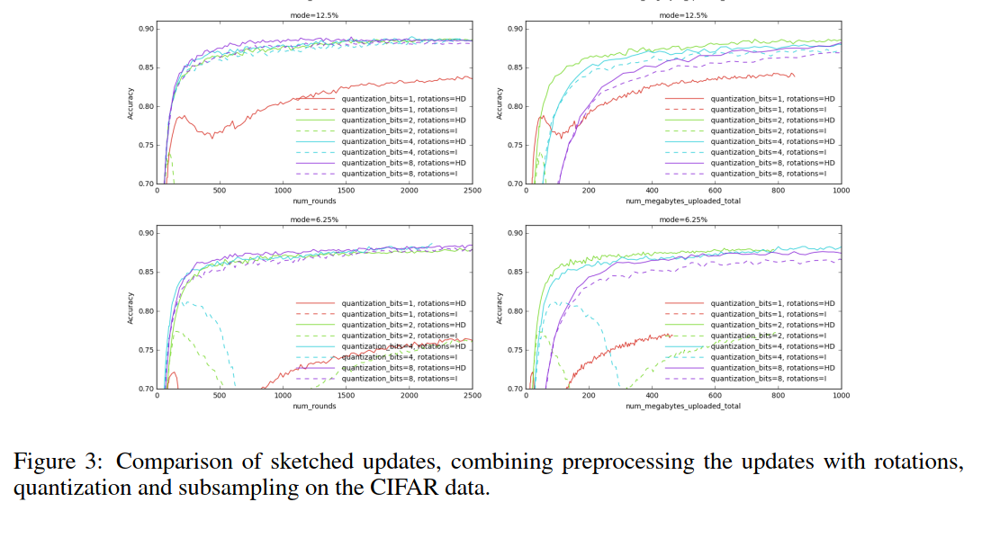 mode=12.5%
0.90
0.85
0.80
0.75
0.70
Accuracy
quantization_bits=1, rotations=HD
quantization_bits=1, rotations=I
quantization_bits=2, rotations=HD
quantization_bits=2, rotations=I
quantization_bits=4, rotations=HD
quantization_bits=4, rotations=I
quantization_bits=8, rotations=HD
quantization_bits=8, rotations=I
0 500 1000 1500 2000 2500
num_rounds
mode=12.5%
0.90
0.85
0.80
0.75
0.70
Accuracy
quantization_bits=1, rotations=HD
quantization_bits=1, rotations=I
quantization_bits=2, rotations=HD
quantization_bits=2, rotations=I
quantization_bits=4, rotations=HD
quantization_bits=4, rotations=I
quantization_bits=8, rotations=HD
quantization_bits=8, rotations=I
0 200 400 600 800 1000
num_megabytes_uploaded_total
mode=6.25%
0.90
0.85
0.80
0.75
0.70
Accuracy
quantization_bits=1, rotations=HD
quantization_bits=1, rotations=I
quantization_bits=2, rotations=HD
quantization_bits=2, rotations=I
quantization_bits=4, rotations=HD
quantization_bits=4, rotations=I
quantization_bits=8, rotations=HD
quantization_bits=8, rotations=I
0 500 1000 1500 2000 2500
num_rounds
mode=6.25%
0.90
0.85
0.80
0.75
0.70
Accuracy
quantization_bits=1, rotations=HD
quantization_bits=1, rotations=I
quantization_bits=2, rotations=HD
quantization_bits=2, rotations=I
quantization_bits=4, rotations=HD
quantization_bits=4, rotations=I
quantization_bits=8, rotations=HD
quantization_bits=8, rotations=I
0 200 400 600 800 1000
num_megabytes_uploaded_total
Figure 3: Comparison of sketched updates, combining preprocessing the updates with rotations,
quantization and subsampling on the CIFAR data.